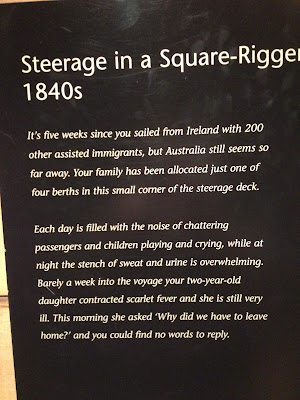 Steerage in a Square-Rigger
1840s
It's five weeks since you sailed from Ireland with 200
other assisted immigrants, but Australia still seems so
far away. Your family has been allocated just one of
four berths in this small corner of the steerage deck.
Each day is filled with the noise of chattering
passengers and children playing and crying, while at
night the stench of sweat and urine is overwhelming.
Barely a week into the voyage your two-year-old
daughter contracted scarlet fever and she is still very
ill. This morning she asked 'Why did we have to leave
home?' and you could find no words to reply.